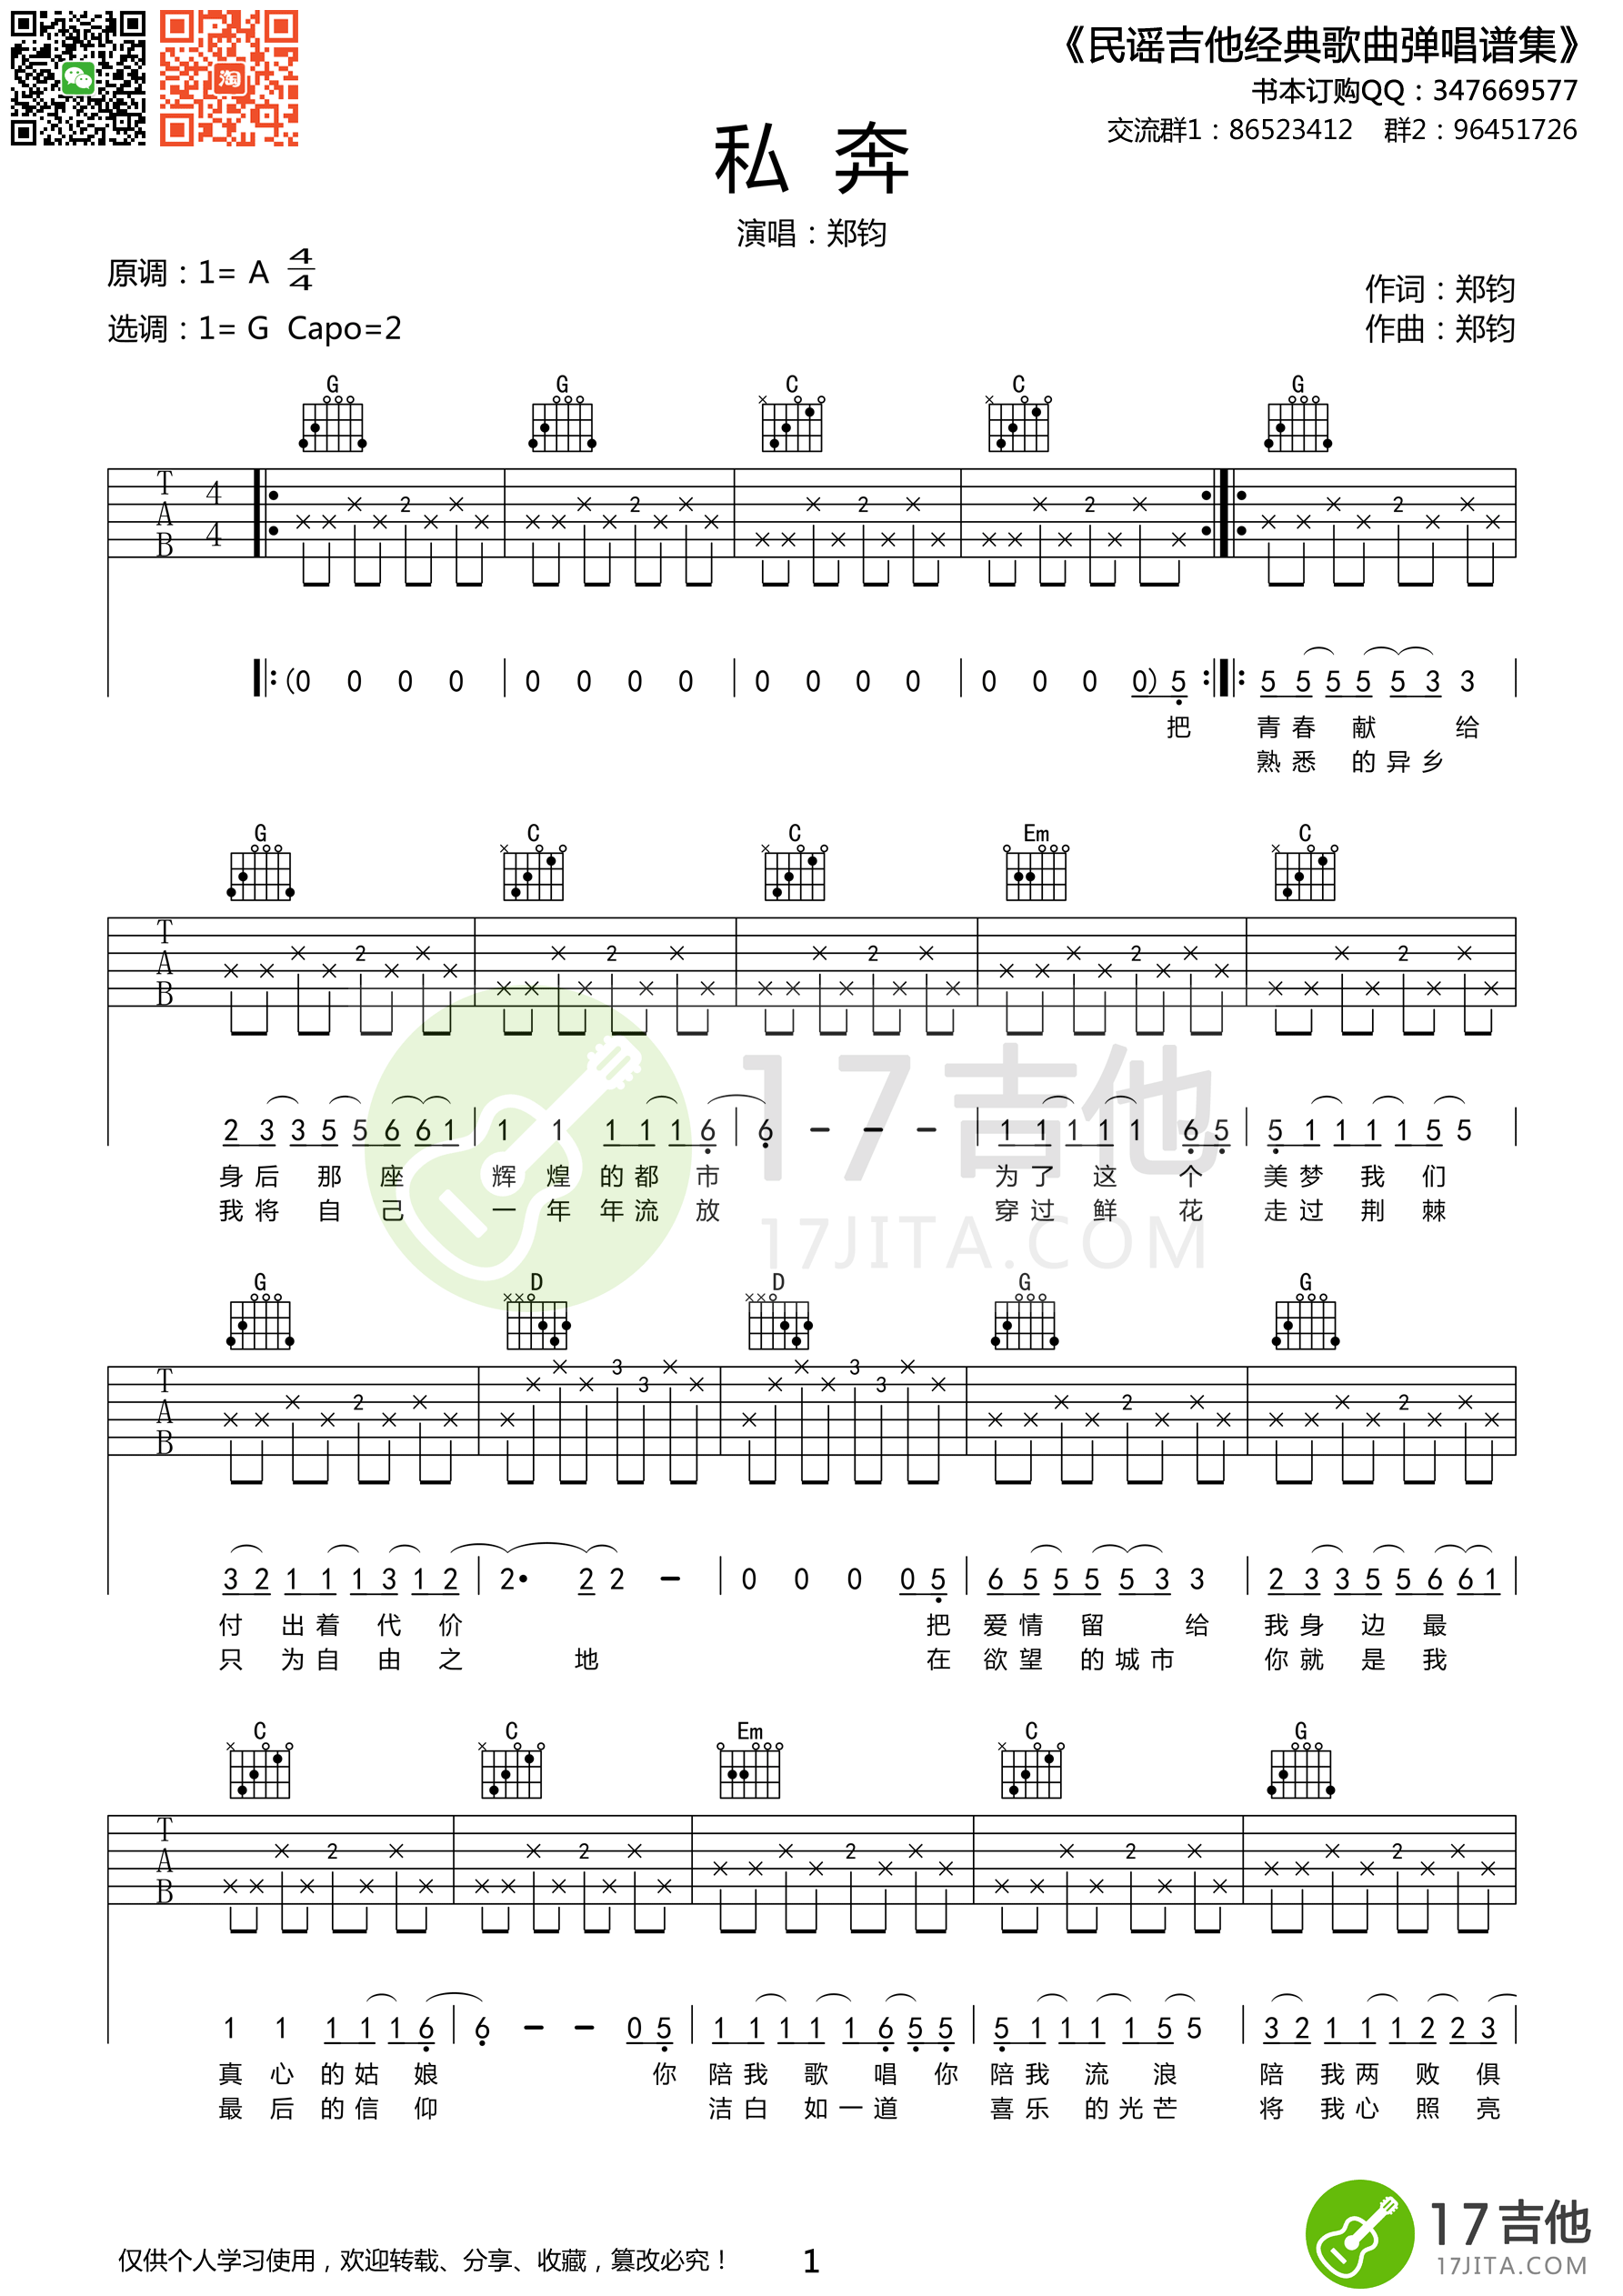 《民谣吉他经典歌曲弹唱谱集》
书本订购QQ：347669577
交流群1：86523412 群2：96451726
淘
私 奔
演唱：郑钧
原调：1= A 4/4
作词：郑钧
选调：1= G Capo=2
作曲：郑钧
G G C C G
T A B 4/4 2 2 2 2 2
(0 0 0 0 0 0 0 0 0 0 0 0 0 0 0 0) 5 5 5 5 5 5 3 3
把 青 春 献 给
熟 悉 的 异 乡
G C C Em C
T A B 2 2 2 2 2
2 3 3 5 5 6 6 1 1 1 1 1 1 6 6 - - - 1 1 1 1 1 6 5 5 1 1 1 1 5 5
身 后 那 座 辉 煌 的 都 市 为 了 这 个 美 梦 我 们
我 将 自 己 一 年 年 流 放 穿 过 鲜 花 走 过 荆 棘
17吉他
17JITA.COM
G D D G G
T A B 2 3 3 3 3 2 2
3 2 1 1 1 3 1 2 2· 2 2 - 0 0 0 0 5 6 5 5 5 5 3 3 2 3 3 5 5 6 6 1
付 出 着 代 价 把 爱 情 留 给 我 身 边 最
只 为 自 由 之 地 在 欲 望 的 城 市 你 就 是 我
C C Em C G
T A B 2 2 2 2 2
1 1 1 1 1 6 6 - - 0 5 1 1 1 1 1 6 5 5 5 1 1 1 1 5 5 3 2 1 1 1 2 2 3
真 心 的 姑 娘 你 陪 我 歌 唱 你 陪 我 流 浪 陪 我 两 败 俱
最 后 的 信 仰 洁 白 如 一 道 喜 乐 的 光 芒 将 我 心 照 亮
仅供个人学习使用，欢迎转载、分享、收藏，篡改必究！ 1
17吉他
17JITA.COM